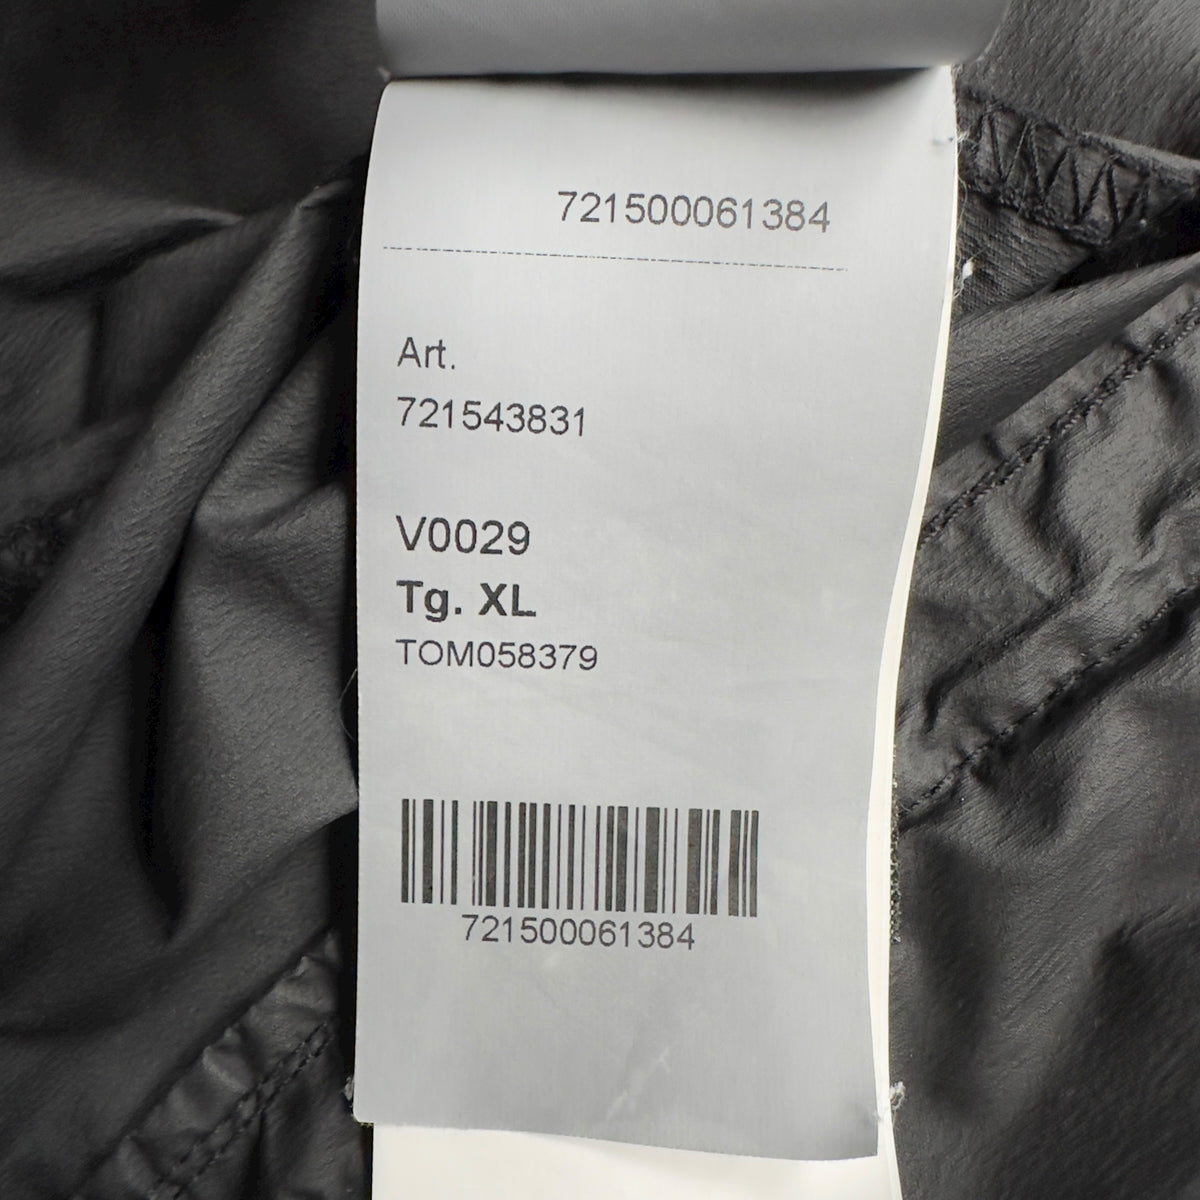 721500061384
Art.
721543831
V0029
Tg. XL
TOM058379
721500061384